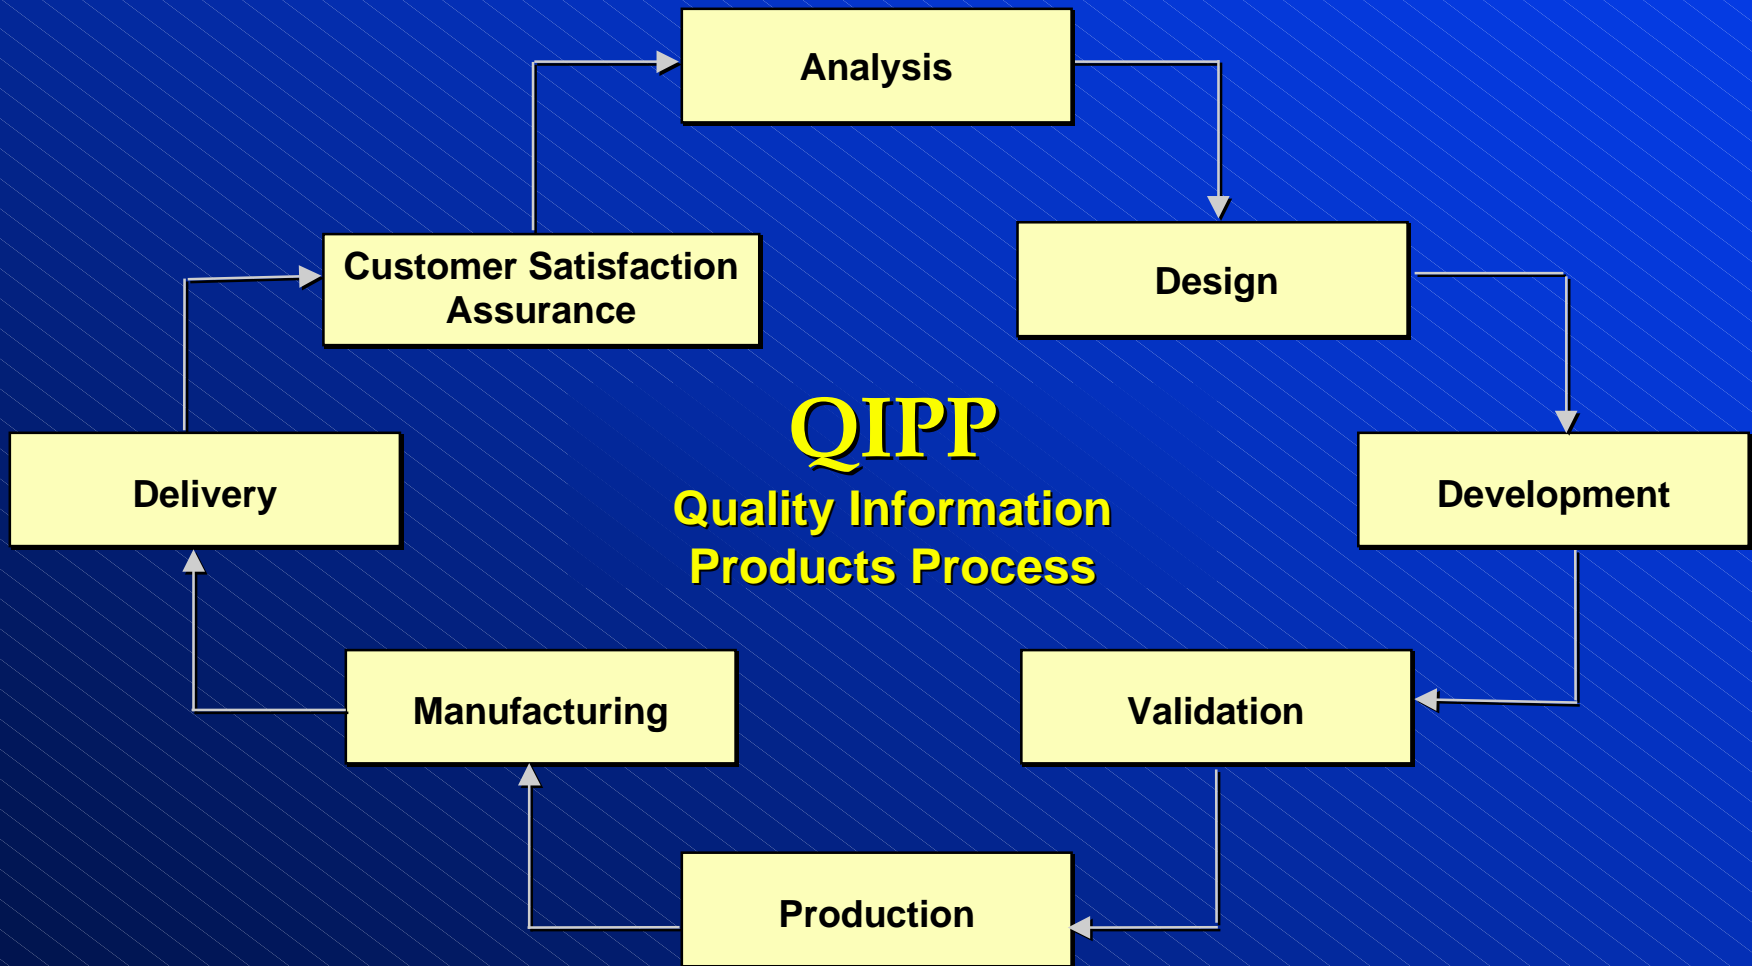 Analysis
Customer Satisfaction
Assurance
Design
QIPP
Quality Information
Products Process
Delivery
Development
Manufacturing
Validation
Production